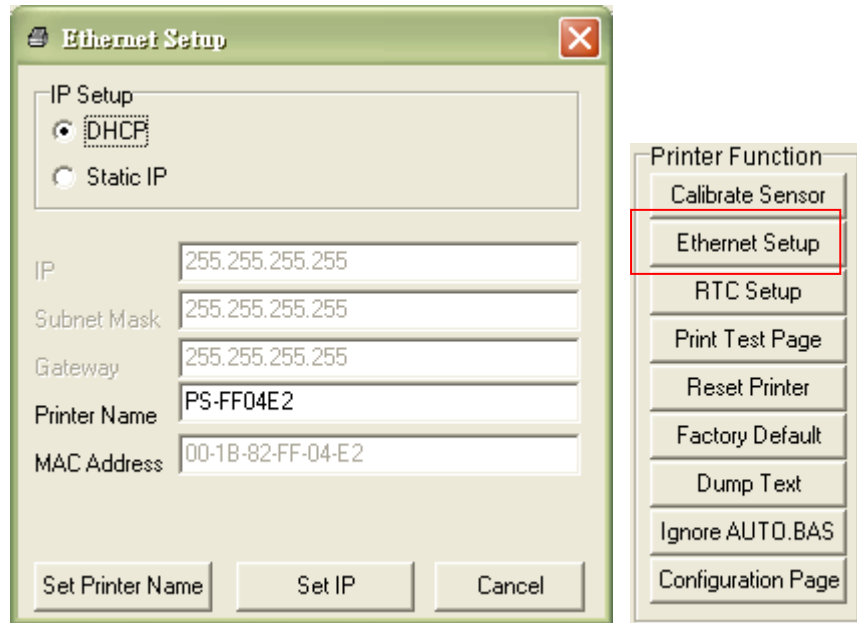 Ethernet Setup
IP Setup
DHCP
Static IP
IP 255.255.255.255
Subnet Mask 255.255.255.255
Gateway 255.255.255.255
Printer Name PS-FF04E2
MAC Address 00-1B-82-FF-04-E2
Set Printer Name Set IP Cancel
Printer Function
Calibrate Sensor
Ethernet Setup
RTC Setup
Print Test Page
Reset Printer
Factory Default
Dump Text
Ignore AUTO.BAS
Configuration Page